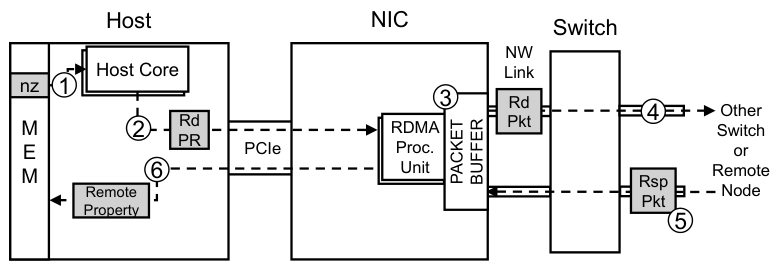 Host
NIC
Switch
nz
1
Host Core
M
E
M
2
Rd
PR
PCIe
6
Remote
Property
3
RDMA
Proc.
Unit
PACKET
BUFFER
NW
Link
Rd
Pkt
4
Other
Switch
or
Remote
Node
Rsp
Pkt
5